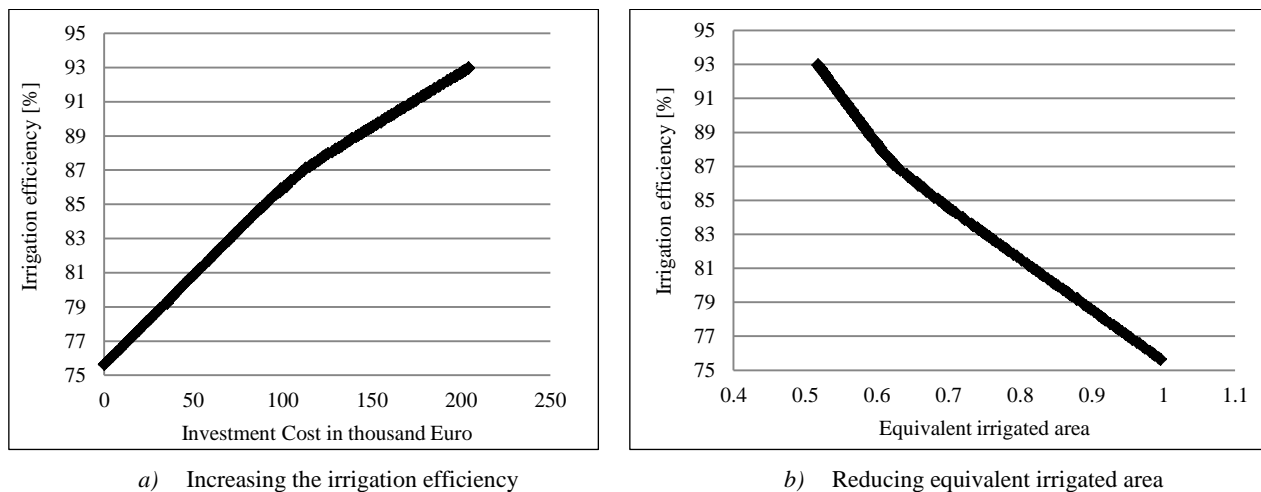 95
93
91
89
87
85
83
81
79
77
75
Irrigation efficiency [%]
0 50 100 150 200 250
Investment Cost in thousand Euro
a) Increasing the irrigation efficiency
95
93
91
89
87
85
83
81
79
77
75
Irrigation efficiency [%]
0.4 0.5 0.6 0.7 0.8 0.9 1 1.1
Equivalent irrigated area
b) Reducing equivalent irrigated area